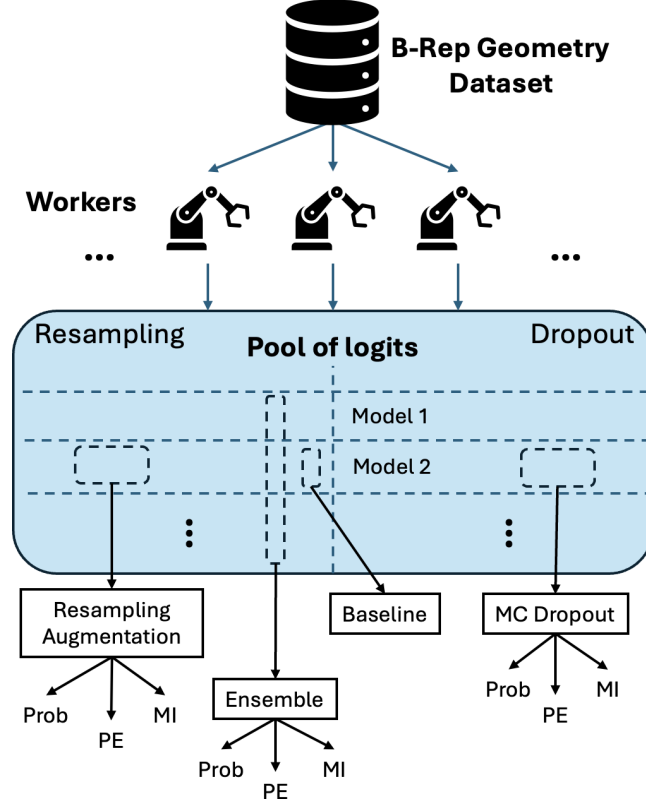 B-Rep Geometry
Dataset
Workers
...
...
Resampling
Dropout
Pool of logits
Model 1
Model 2
Resampling
Augmentation
Baseline
MC Dropout
Prob
PE
MI
Ensemble
Prob
PE
MI
Prob
PE
MI